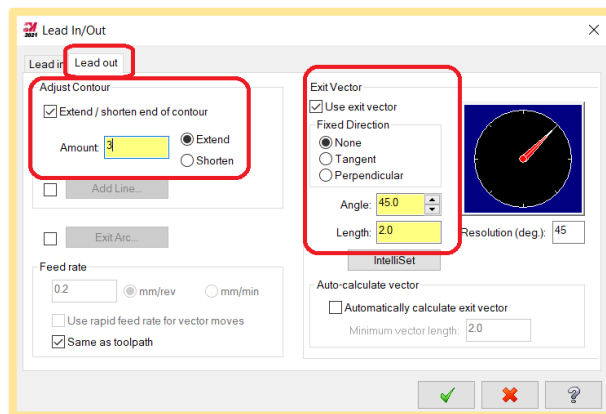 2021 Lead In/Out
Lead in Lead out
Adjust Contour
Extend / shorten end of contour
Amount: 3
Extend
Shorten
Add Line...
Exit Arc...
Feed rate
0.2 mm/rev mm/min
Use rapid feed rate for vector moves
Same as toolpath
Exit Vector
Use exit vector
Fixed Direction
None
Tangent
Perpendicular
Angle: 45.0
Length: 2.0
Resolution (deg.): 45
IntelliSet
Auto-calculate vector
Automatically calculate exit vector
Minimum vector length: 2.0